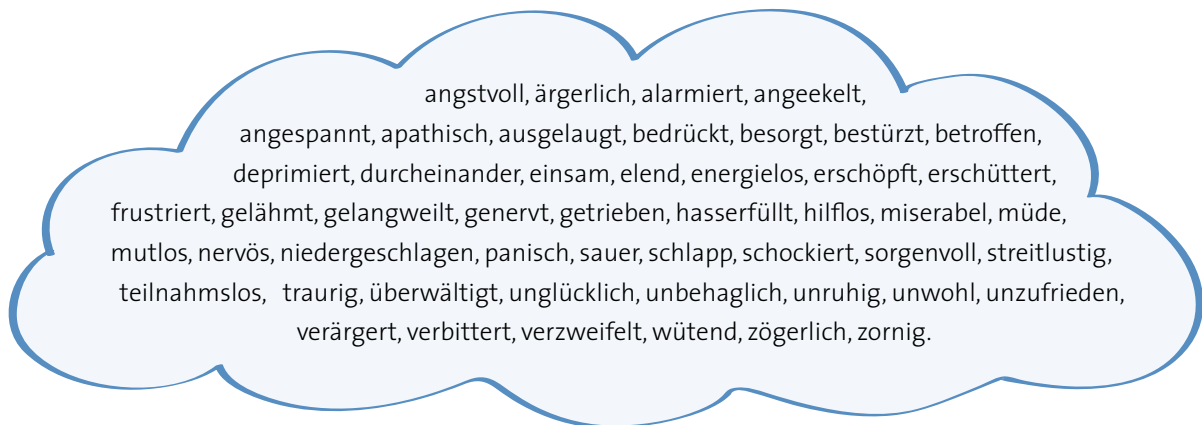 angstvoll, ärgerlich, alarmiert, angeekelt,
angespannt, apathisch, ausgelaugt, bedrückt, besorgt, bestürzt, betroffen,
deprimiert, durcheinander, einsam, elend, energielos, erschöpft, erschüttert,
frustriert, gelähmt, gelangweilt, genervt, getrieben, hasserfüllt, hilflos, miserabel, müde,
mutlos, nervös, niedergeschlagen, panisch, sauer, schlapp, schockiert, sorgenvoll, streitlustig,
teilnahmslos, traurig, überwältigt, unglücklich, unbehaglich, unruhig, unwohl, unzufrieden,
verärgert, verbittert, verzweifelt, wütend, zögerlich, zornig.